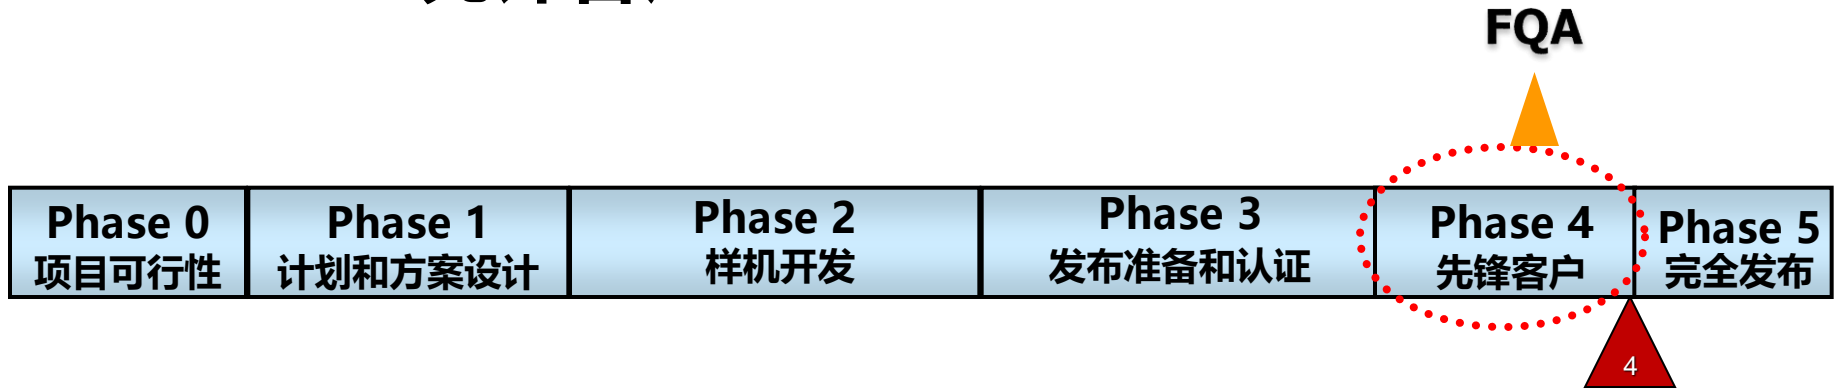 FQA
Phase 0
项目可行性
Phase 1
计划和方案设计
Phase 2
样机开发
Phase 3
发布准备和认证
Phase 4
先锋客户
Phase 5
完全发布
4